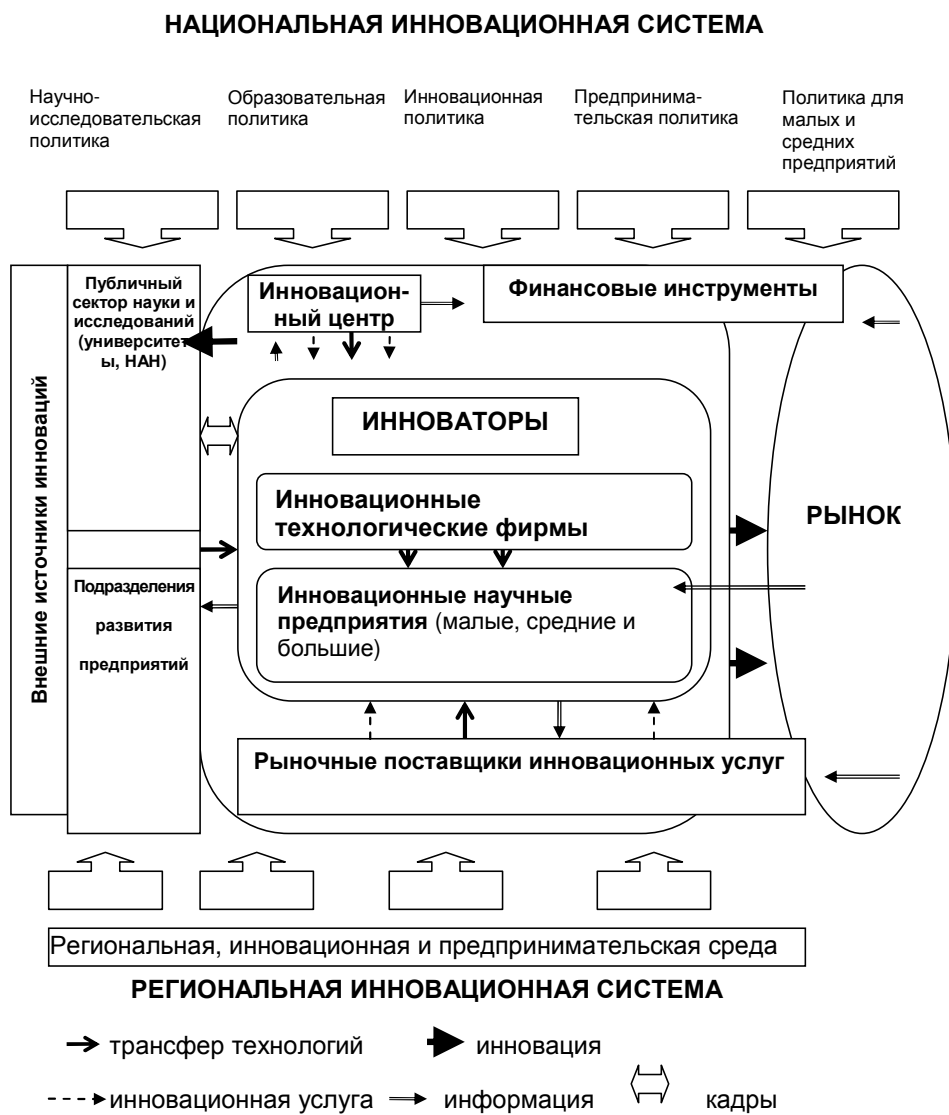 НАЦИОНАЛЬНАЯ ИННОВАЦИОННАЯ СИСТЕМА
Научно-
исследовательская
политика
Образовательная
политика
Инновационная
политика
Предпринима-
тельская политика
Политика для
малых и
средних
предприятий
Внешние источники инноваций
Публичный
сектор науки и
исследований
(университет
ы, НАН)
Инновацион-
ный центр
Финансовые инструменты
ИННОВАТОРЫ
Инновационные
технологические фирмы
РЫНОК
Подразделения
развития
предприятий
Инновационные научные
предприятия (малые, средние и
большие)
Рыночные поставщики инновационных услуг
Региональная, инновационная и предпринимательская среда
РЕГИОНАЛЬНАЯ ИННОВАЦИОННАЯ СИСТЕМА
трансфер технологий
инновация
инновационная услуга
информация
кадры